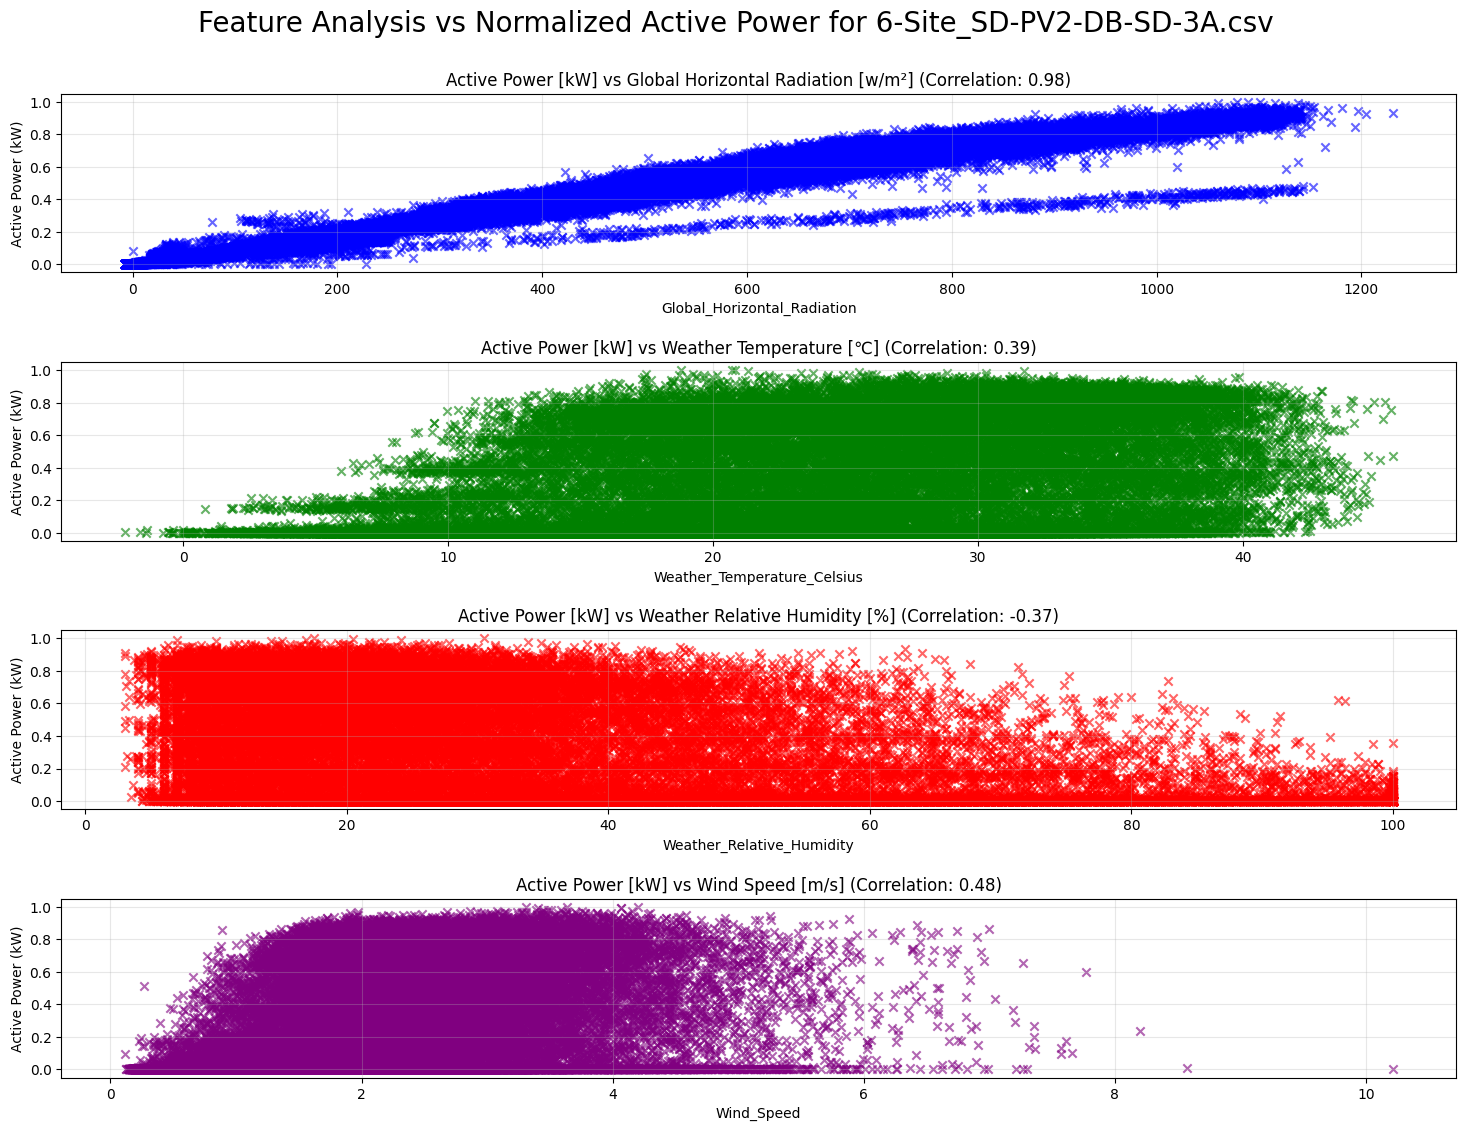 Feature Analysis vs Normalized Active Power for 6-Site_SD-PV2-DB-SD-3A.csv
Active Power [kW] vs Global Horizontal Radiation [w/m²] (Correlation: 0.98)
Active Power (kW)
1.0
0.8
0.6
0.4
0.2
0.0
0 200 400 600 800 1000 1200
Global_Horizontal_Radiation
Active Power [kW] vs Weather Temperature [℃] (Correlation: 0.39)
Active Power (kW)
1.0
0.8
0.6
0.4
0.2
0.0
0 10 20 30 40
Weather_Temperature_Celsius
Active Power [kW] vs Weather Relative Humidity [%] (Correlation: -0.37)
Active Power (kW)
1.0
0.8
0.6
0.4
0.2
0.0
0 20 40 60 80 100
Weather_Relative_Humidity
Active Power [kW] vs Wind Speed [m/s] (Correlation: 0.48)
Active Power (kW)
1.0
0.8
0.6
0.4
0.2
0.0
0 2 4 6 8 10
Wind_Speed